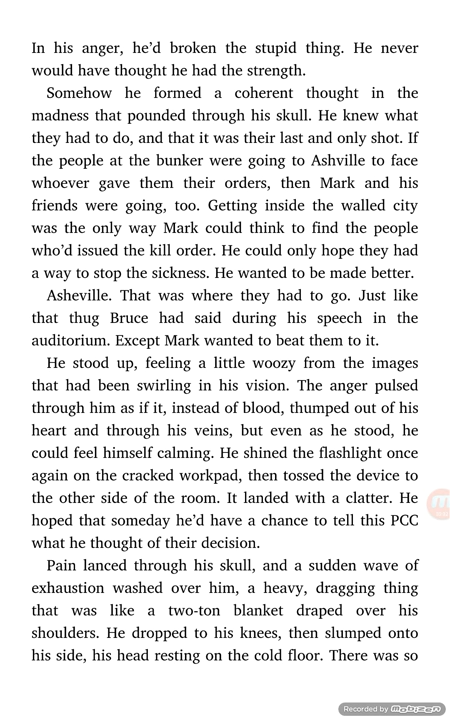 In his anger, he'd broken the stupid thing. He never
would have thought he had the strength.
Somehow he formed a coherent thought in the
madness that pounded through his skull. He knew what
they had to do, and that it was their last and only shot. If
the people at the bunker were going to Ashville to face
whoever gave them their orders, then Mark and his
friends were going, too. Getting inside the walled city
was the only way Mark could think to find the people
who'd issued the kill order. He could only hope they had
a way to stop the sickness. He wanted to be made better.
Asheville. That was where they had to go. Just like
that thug Bruce had said during his speech in the
auditorium. Except Mark wanted to beat them to it.
He stood up, feeling a little woozy from the images
that had been swirling in his vision. The anger pulsed
through him as if it, instead of blood, thumped out of his
heart and through his veins, but even as he stood, he
could feel himself calming. He shined the flashlight once
again on the cracked workpad, then tossed the device to
the other side of the room. It landed with a clatter. He
hoped that someday he'd have a chance to tell this PCC
what he thought of their decision.
Pain lanced through his skull, and a sudden wave of
exhaustion washed over him, a heavy, dragging thing
that was like a two-ton blanket draped over his
shoulders. He dropped to his knees, then slumped onto
his side, his head resting on the cold floor. There was so
Recorded by mobizen